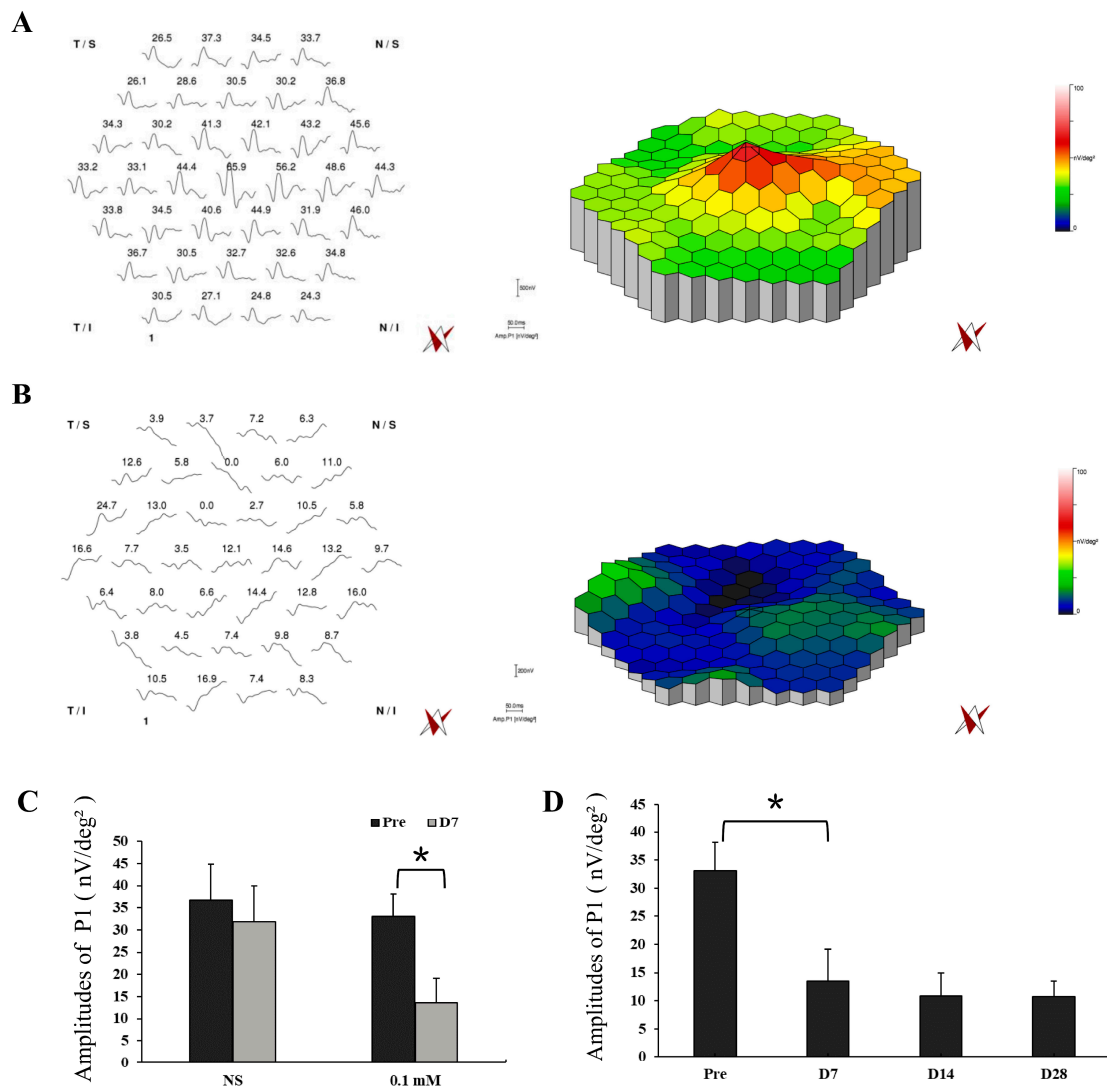 A
T / S
N / S
26.5 37.3 34.5 33.7
26.1 28.6 30.5 30.2 36.8
34.3 30.2 41.3 42.1 43.2 45.6
33.2 33.1 44.4 65.9 56.2 48.6 44.3
33.8 34.5 40.6 44.9 31.9 46.0
36.7 30.5 32.7 32.6 34.8
30.5 27.1 24.8 24.3
T / I
N / I
1
500nV
50.0ms
Amp.P1 [nV/deg²]
100
nV/deg²
0
B
T / S
N / S
3.9 3.7 7.2 6.3
12.6 5.8 0.0 6.0 11.0
24.7 13.0 0.0 2.7 10.5 5.8
16.6 7.7 3.5 12.1 14.6 13.2 9.7
6.4 8.0 6.6 14.4 12.8 16.0
3.8 4.5 7.4 9.8 8.7
10.5 16.9 7.4 8.3
T / I
N / I
1
200nV
50.0ms
Amp.P1 [nV/deg²]
100
nV/deg²
0
C
Amplitudes of P1 ( nV/deg² )
Pre D7
*
50
45
40
35
30
25
20
15
10
5
0
NS 0.1 mM
D
Amplitudes of P1 ( nV/deg² )
*
45
40
35
30
25
20
15
10
5
0
Pre D7 D14 D28